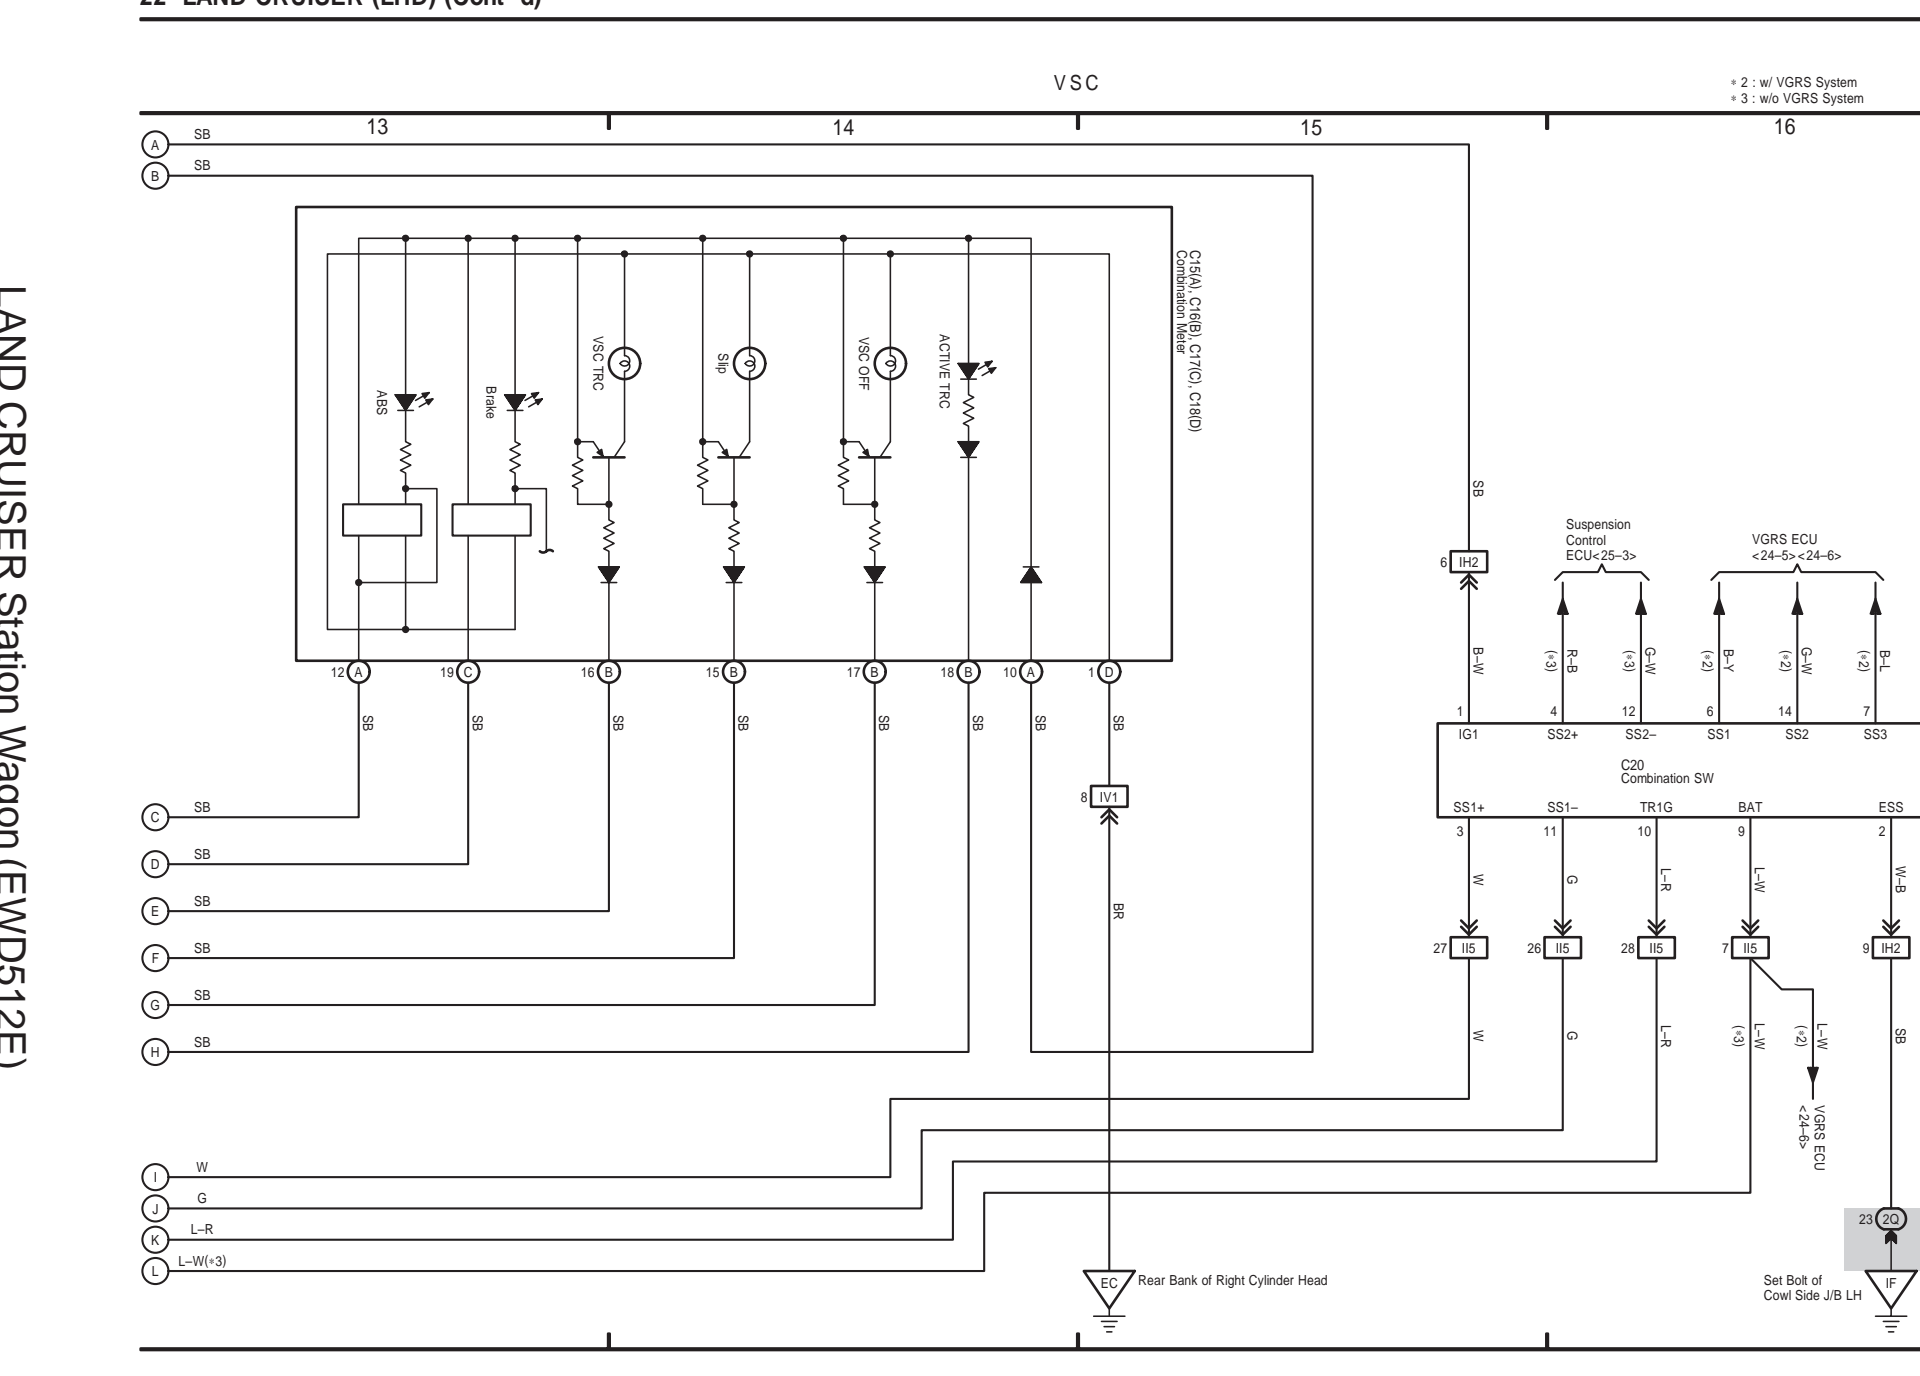 22 LAND CRUISER (LHD) (Cont' d)
VSC
* 2 : w/ VGRS System
* 3 : w/o VGRS System
13
14
15
16
A
SB
B
SB
C15(A), C16(B), C17(C), C18(D)
Combination Meter
ABS
Brake
VSC TRC
Slip
VSC OFF
ACTIVE TRC
12 A
19 C
16 B
15 B
17 B
18 B
10 A
1 D
SB
SB
SB
SB
SB
SB
SB
SB
8 IV1
BR
SB
6 IH2
B–W
Suspension
Control
ECU<25–3>
VGRS ECU
<24–5><24–6>
R–B
(*3)
G–W
(*3)
B–Y
(*2)
G–W
(*2)
B–L
(*2)
1
4
12
6
14
7
IG1
SS2+
SS2–
SS1
SS2
SS3
C20
Combination SW
SS1+
SS1–
TR1G
BAT
ESS
3
11
10
9
2
W
G
L–R
L–W
W–B
27 II5
26 II5
28 II5
7 II5
9 IH2
W
G
L–R
L–W
(*3)
L–W
(*2)
SB
VGRS ECU
<24–6>
C
SB
D
SB
E
SB
F
SB
G
SB
H
SB
I
W
J
G
K
L–R
L
L–W(*3)
23 2Q
EC
Rear Bank of Right Cylinder Head
Set Bolt of
Cowl Side J/B LH
IF
LAND CRUISER Station Wagon (EWD512E)